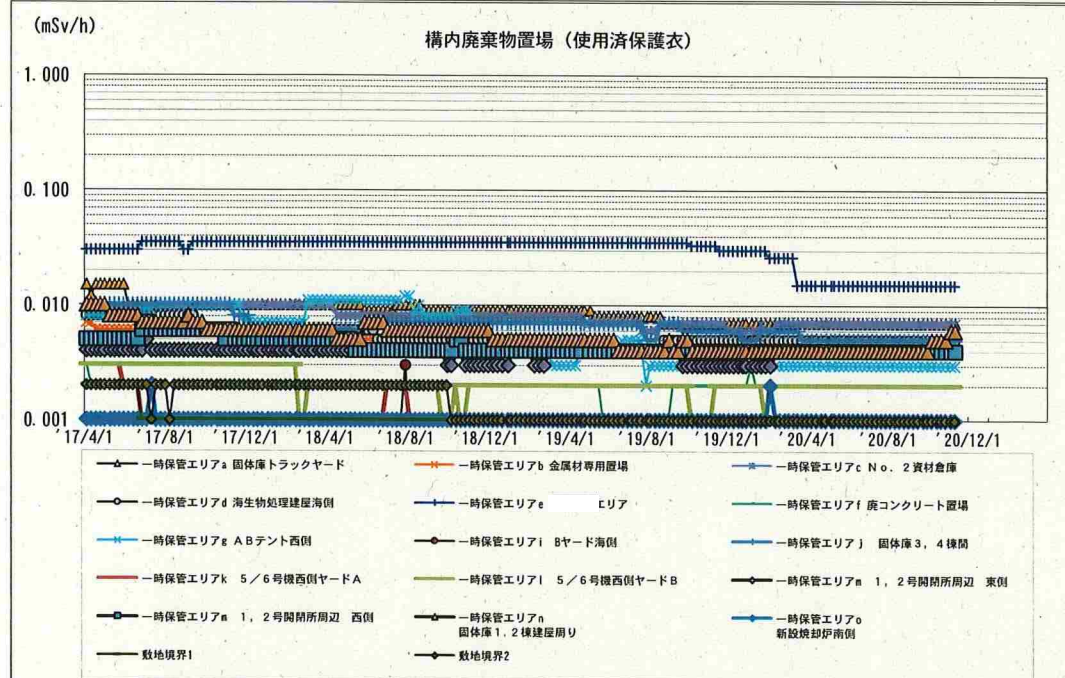 (mSv/h)
構内廃棄物置場（使用済保護衣）
1.000
0.100
0.010
0.001
17/4/1 17/8/1 17/12/1 18/4/1 18/8/1 18/12/1 19/4/1 19/8/1 19/12/1 20/4/1 20/8/1 20/12/1
一時保管エリアa 固体庫トラックヤード 一時保管エリアb 金属材専用置場 一時保管エリアc No. 2資材倉庫
一時保管エリアd 海生物処理建屋海側 一時保管エリアe エリア 一時保管エリアf 廃コンクリート置場
一時保管エリアg ABテント西側 一時保管エリアi Bヤード海側 一時保管エリアj 固体庫3, 4棟間
一時保管エリアk 5／6号機西側ヤードA 一時保管エリアl 5／6号機西側ヤードB 一時保管エリアm 1, 2号開閉所周辺 東側
一時保管エリアm 1, 2号開閉所周辺 西側 一時保管エリアn 一時保管エリアo
固体庫1, 2棟建屋周り 新設焼却炉南側
敷地境界1 敷地境界2